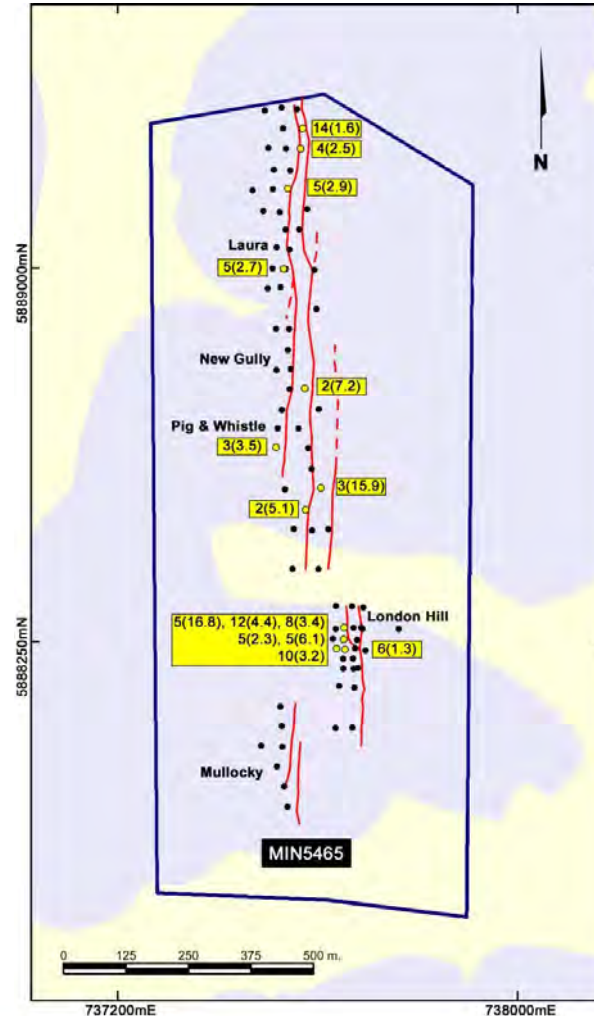 14(1.6)
4(2.5)
N
5(2.9)
Laura
5(2.7)
5889000mN
New Gully
2(7.2)
Pig & Whistle
3(3.5)
3(15.9)
2(5.1)
London Hill
5(16.8), 12(4.4), 8(3.4)
5(2.3), 5(6.1)
10(3.2)
6(1.3)
5888250mN
Mullocky
MIN5465
0 125 250 375 500 m.
737200mE 738000mE